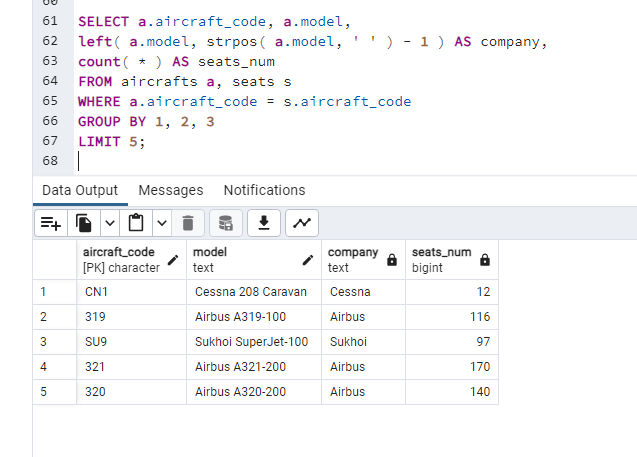 60
61 SELECT a.aircraft_code, a.model,
62 left( a.model, strpos( a.model, ' ' ) - 1 ) AS company,
63 count( * ) AS seats_num
64 FROM aircrafts a, seats s
65 WHERE a.aircraft_code = s.aircraft_code
66 GROUP BY 1, 2, 3
67 LIMIT 5;
68
Data Output Messages Notifications
aircraft_code model company seats_num
[PK] character text text bigint
1 CN1 Cessna 208 Caravan Cessna 12
2 319 Airbus A319-100 Airbus 116
3 SU9 Sukhoi SuperJet-100 Sukhoi 97
4 321 Airbus A321-200 Airbus 170
5 320 Airbus A320-200 Airbus 140